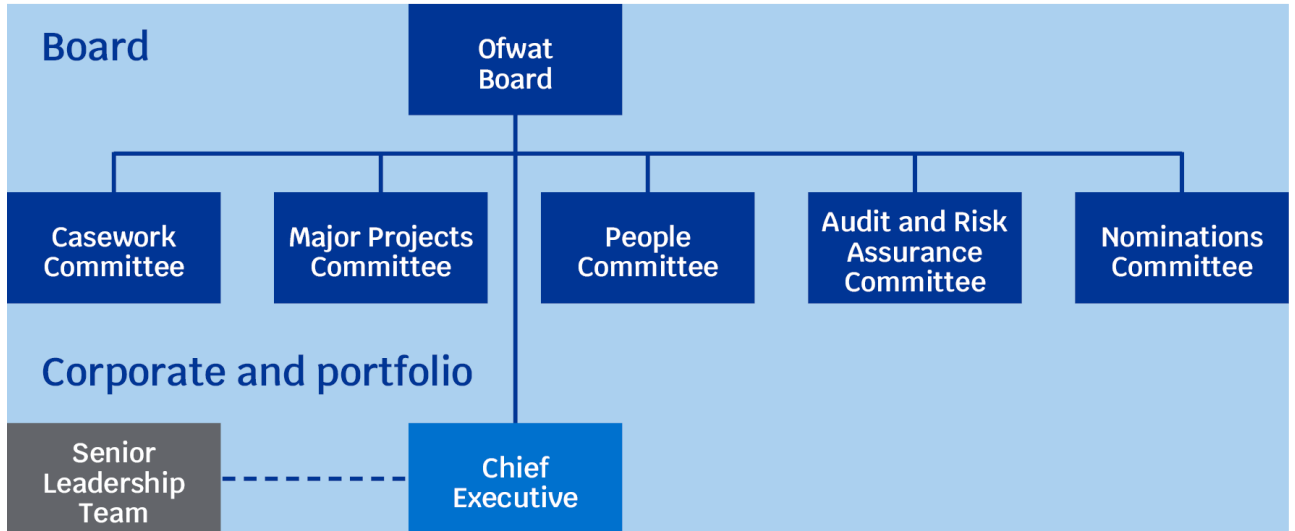 Board
Ofwat
Board
Casework
Committee
Major Projects
Committee
People
Committee
Audit and Risk
Assurance
Committee
Nominations
Committee
Corporate and portfolio
Senior
Leadership
Team
Chief
Executive